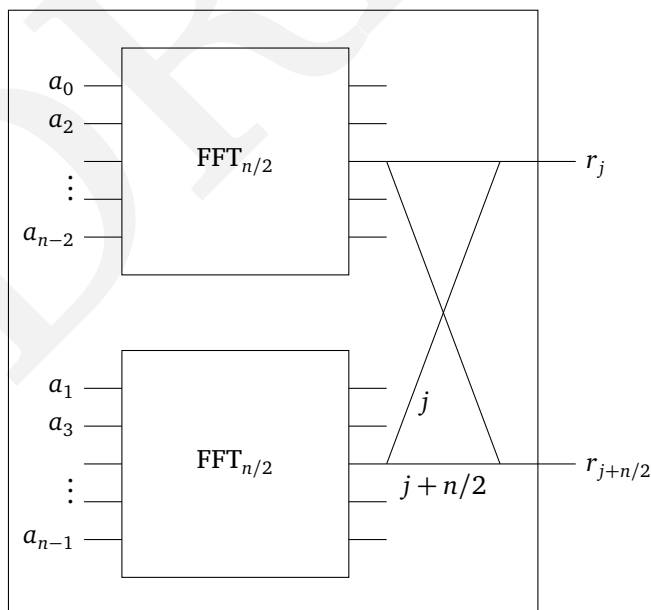 a_0
a_2
FFT_{n/2}
r_j
⋮
a_{n−2}
a_1
j
a_3
FFT_{n/2}
r_{j+n/2}
j + n/2
⋮
a_{n−1}